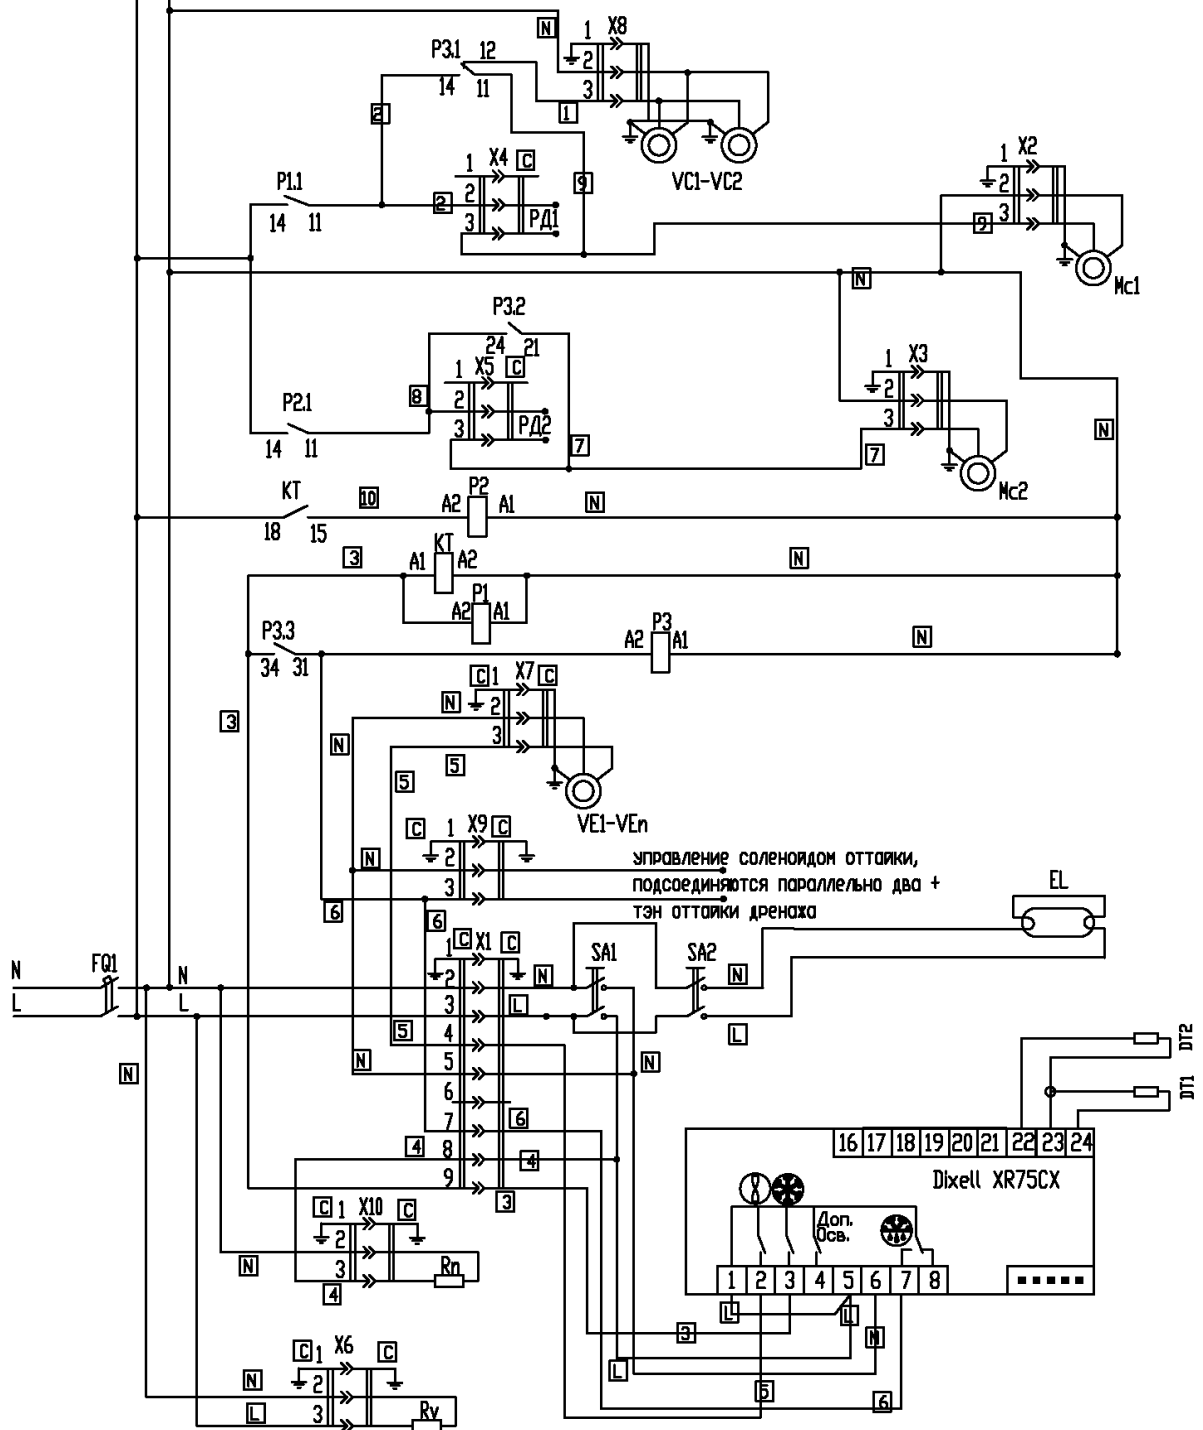 N
1 X8
2
3
P3.1 12
14 11
2
1
VC1-VC2
1 X4 C
2
3
РД1
9
2
P1.1
14 11
1 X2
2
3
9
Mc1
N
P3.2
24 21
1 X5 C
2
3
РД2
8
7
P2.1
14 11
1 X3
2
3
7
Mc2
N
KT
18 15
10
A2 P2 A1
N
3
A1 KT A2
N
A2 P1 A1
P3.3
34 31
A2 P3 A1
N
3
C 1 X7 C
2
3
N
N
5
5
VE1-VEn
C 1 X9 C
2
3
N
6
6
УПРАВЛЕНИЕ СОЛЕНОИДОМ ОТТАЙКИ,
ПОДСОЕДИНЯЮТСЯ ПАРАЛЛЕЛЬНО ДВА +
ТЭН ОТТАЙКИ ДРЕНАЖА
EL
N
L
FQ1
N
L
1 C X1 C
2
3
4
5
6
7
8
9
N
L
SA1
SA2
N
L
5
N
N
N
6
4
4
3
DT2
DT1
16 17 18 19 20 21 22 23 24
Dixell XR75CX
Доп.
Осв.
1 2 3 4 5 6 7 8
L
L
3
N
L
5
6
C 1 X10 C
2
3
N
4
Rn
C 1 X6 C
2
3
N
L
Rv